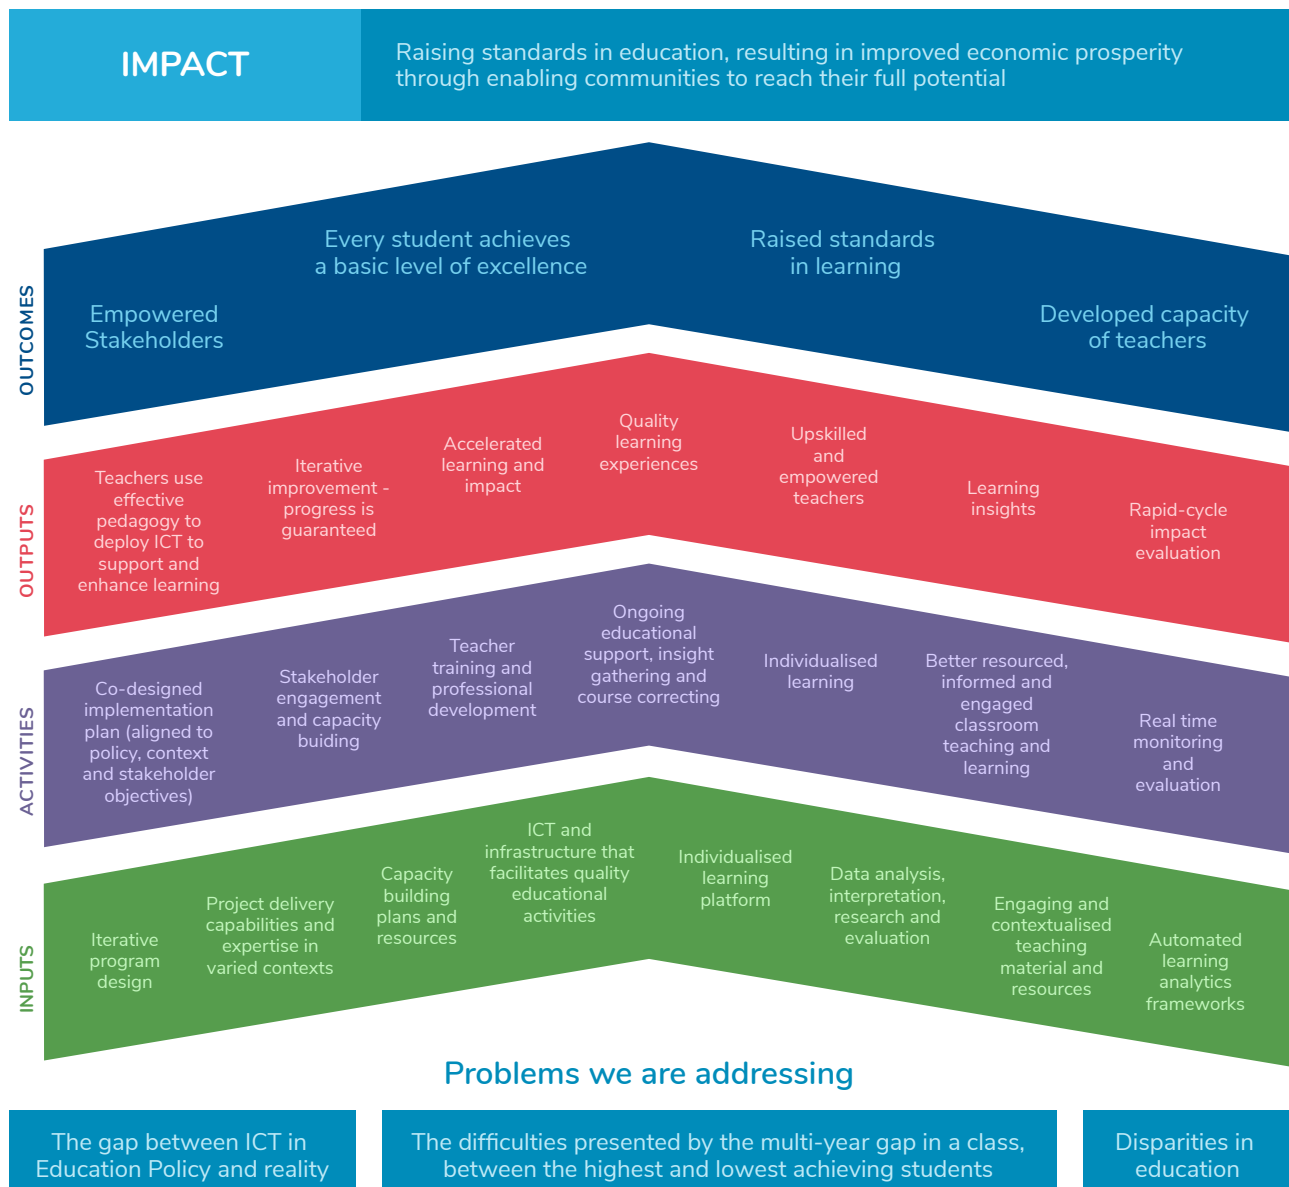 IMPACT
Raising standards in education, resulting in improved economic prosperity
through enabling communities to reach their full potential
OUTCOMES
Empowered
Stakeholders
Every student achieves
a basic level of excellence
Raised standards
in learning
Developed capacity
of teachers
OUTPUTS
Teachers use
effective
pedagogy to
deploy ICT to
support and
enhance learning
Iterative
improvement -
progress is
guaranteed
Accelerated
learning and
impact
Quality
learning
experiences
Upskilled
and
empowered
teachers
Learning
insights
Rapid-cycle
impact
evaluation
ACTIVITIES
Co-designed
implementation
plan (aligned to
policy, context
and stakeholder
objectives)
Stakeholder
engagement
and capacity
buiding
Teacher
training and
professional
development
Ongoing
educational
support, insight
gathering and
course correcting
Individualised
learning
Better resourced,
informed and
engaged
classroom
teaching and
learning
Real time
monitoring
and
evaluation
INPUTS
Iterative
program
design
Project delivery
capabilities and
expertise in
varied contexts
Capacity
building
plans and
resources
ICT and
infrastructure that
facilitates quality
educational
activities
Individualised
learning
platform
Data analysis,
interpretation,
research and
evaluation
Engaging and
contextualised
teaching
material and
resources
Automated
learning
analytics
frameworks
Problems we are addressing
The gap between ICT in
Education Policy and reality
The difficulties presented by the multi-year gap in a class,
between the highest and lowest achieving students
Disparities in
education